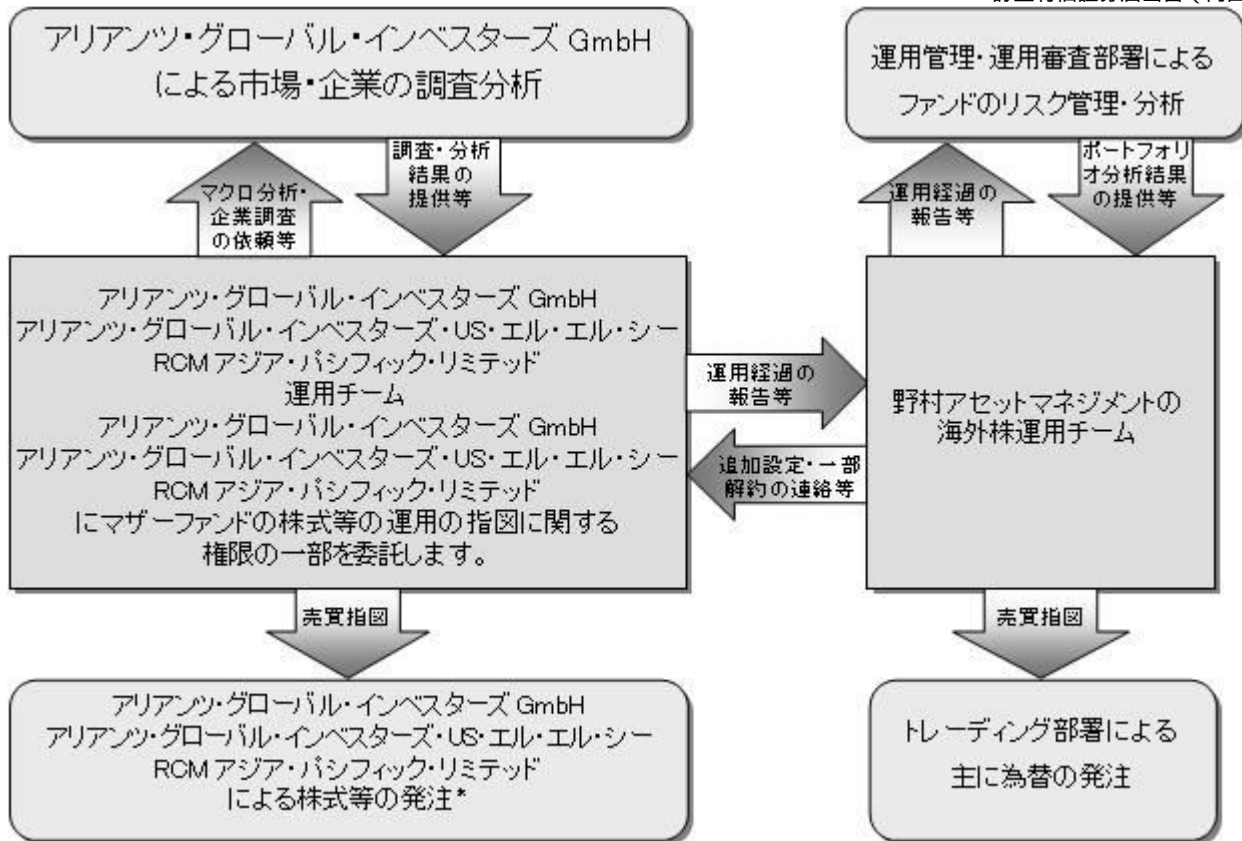 アリアンツ・グローバル・インベスターズ GmbH
による市場・企業の調査分析
運用管理・運用審査部署による
ファンドのリスク管理・分析
マクロ分析・
企業調査
の依頼等
調査・分析
結果の
提供等
運用経過の
報告等
ポートフォリ
オ分析結果
の提供等
アリアンツ・グローバル・インベスターズ GmbH
アリアンツ・グローバル・インベスターズ・US・エル・エル・シー
RCM アジア・パシフィック・リミテッド
運用チーム
アリアンツ・グローバル・インベスターズ GmbH
アリアンツ・グローバル・インベスターズ・US・エル・エル・シー
RCM アジア・パシフィック・リミテッド
にマザーファンドの株式等の運用の指図に関する
権限の一部を委託します。
運用経過の
報告等
追加設定・一部
解約の連絡等
野村アセットマネジメントの
海外株運用チーム
売買指図
売買指図
アリアンツ・グローバル・インベスターズ GmbH
アリアンツ・グローバル・インベスターズ・US・エル・エル・シー
RCM アジア・パシフィック・リミテッド
による株式等の発注*
トレーディング部署による
主に為替の発注